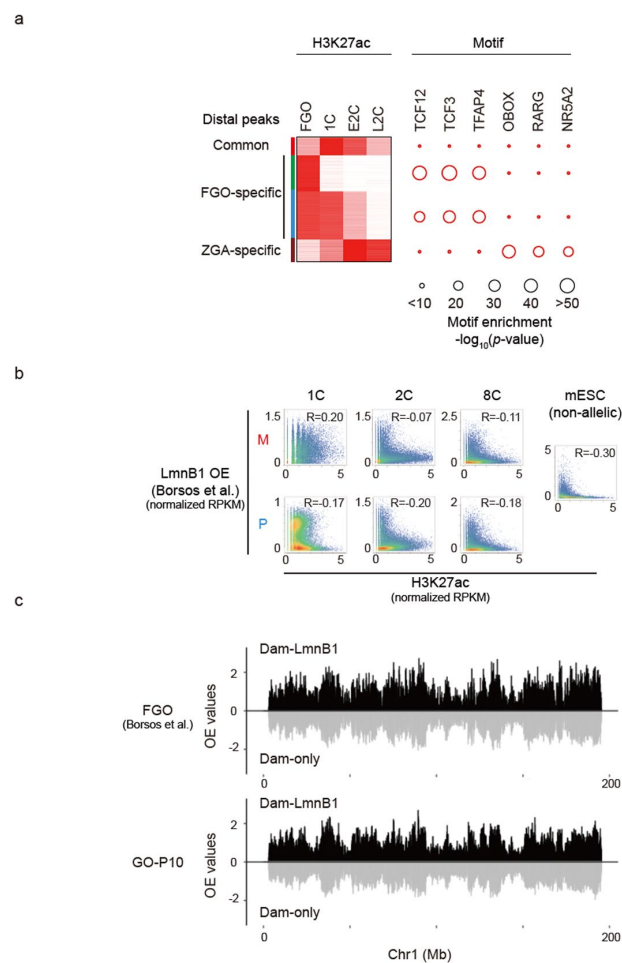 a
H3K27ac
Motif
Distal peaks
FGO
1C
E2C
L2C
TCF12
TCF3
TFAP4
OBOX
RARG
NR5A2
Common
FGO-specific
ZGA-specific
<10
20
30
40
>50
Motif enrichment
-log10(p-value)
b
1C
2C
8C
mESC
(non-allelic)
1.5
R=0.20
1.5
R=-0.07
2.5
R=-0.11
M
0
0
0
0 5
0 5
0 5
5
R=-0.30
0
0 5
LmnB1 OE
(Borsos et al.)
(normalized RPKM)
1
R=-0.17
1
R=-0.20
2
R=-0.18
P
0
0
0
0 5
0 5
0 5
H3K27ac
(normalized RPKM)
c
Dam-LmnB1
FGO
(Borsos et al.)
OE values
2
0
-2
Dam-only
0 200
Dam-LmnB1
GO-P10
OE values
2
0
-2
Dam-only
0 200
Chr1 (Mb)